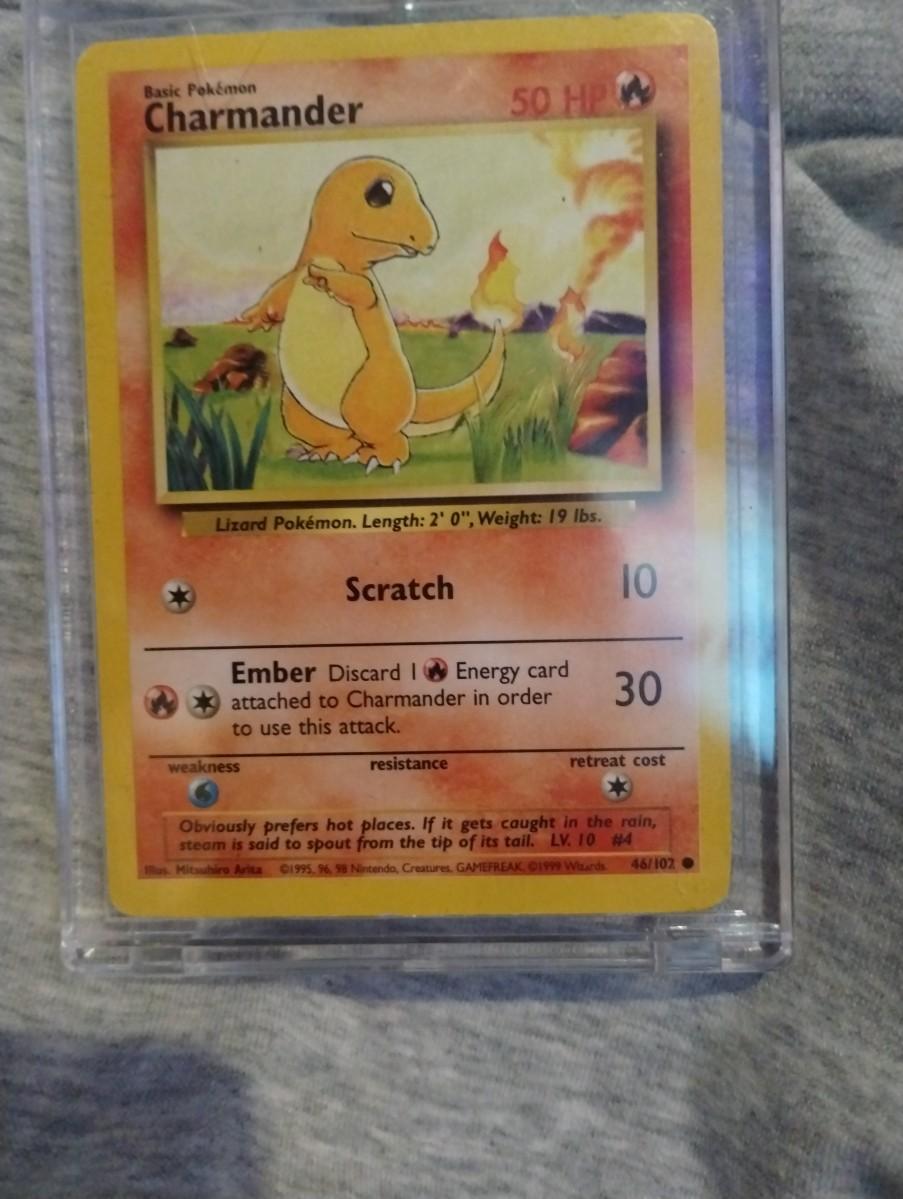 Basic Pokémon
Charmander
50 HP
Lizard Pokémon. Length: 2' 0", Weight: 19 lbs.
Scratch 10
Ember Discard 1 Energy card
attached to Charmander in order
to use this attack.
30
weakness resistance retreat cost
Obviously prefers hot places. If it gets caught in the rain,
steam is said to spout from the tip of its tail. LV. 10 #4
Illus. Mitsuhiro Arita ©1995, 96, 98 Nintendo, Creatures, GAMEFREAK. ©1999 Wizards. 46/102